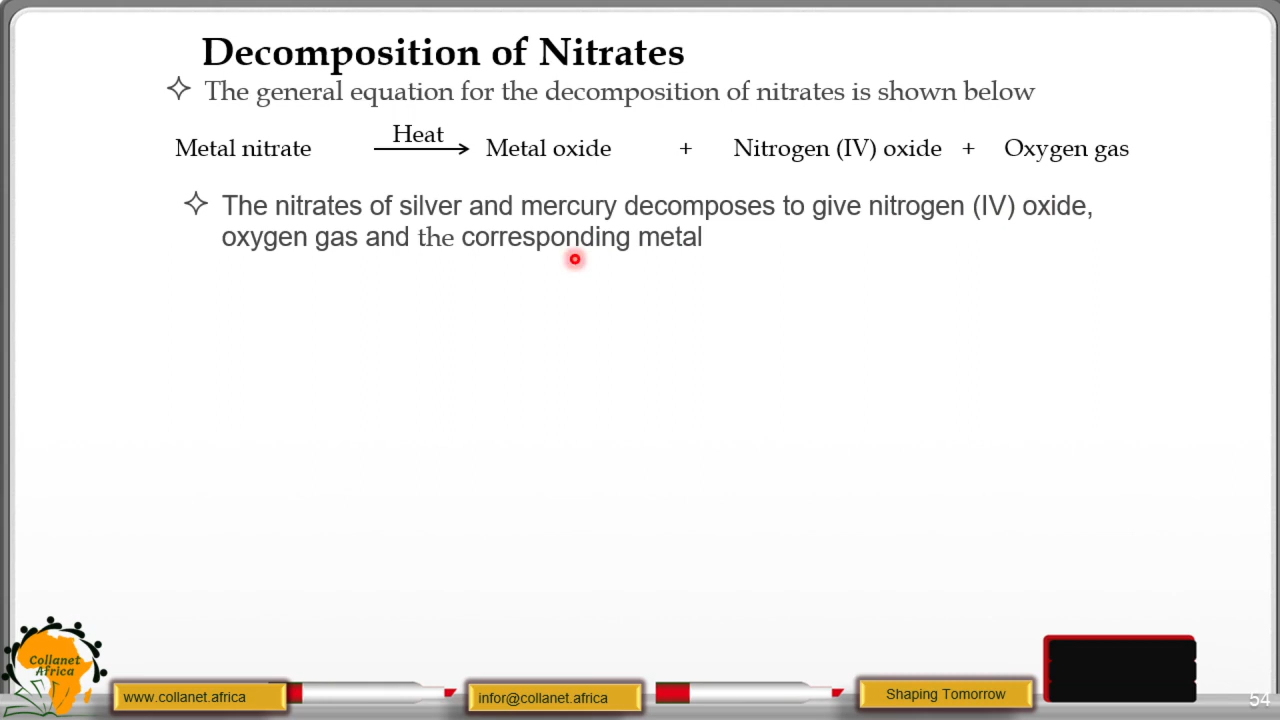 Decomposition of Nitrates
The general equation for the decomposition of nitrates is shown below
Heat
Metal nitrate Metal oxide + Nitrogen (IV) oxide + Oxygen gas
The nitrates of silver and mercury decomposes to give nitrogen (IV) oxide,
oxygen gas and the corresponding metal
Collanet
Africa
www.collanet.africa
infor@collanet.africa
Shaping Tomorrow
54